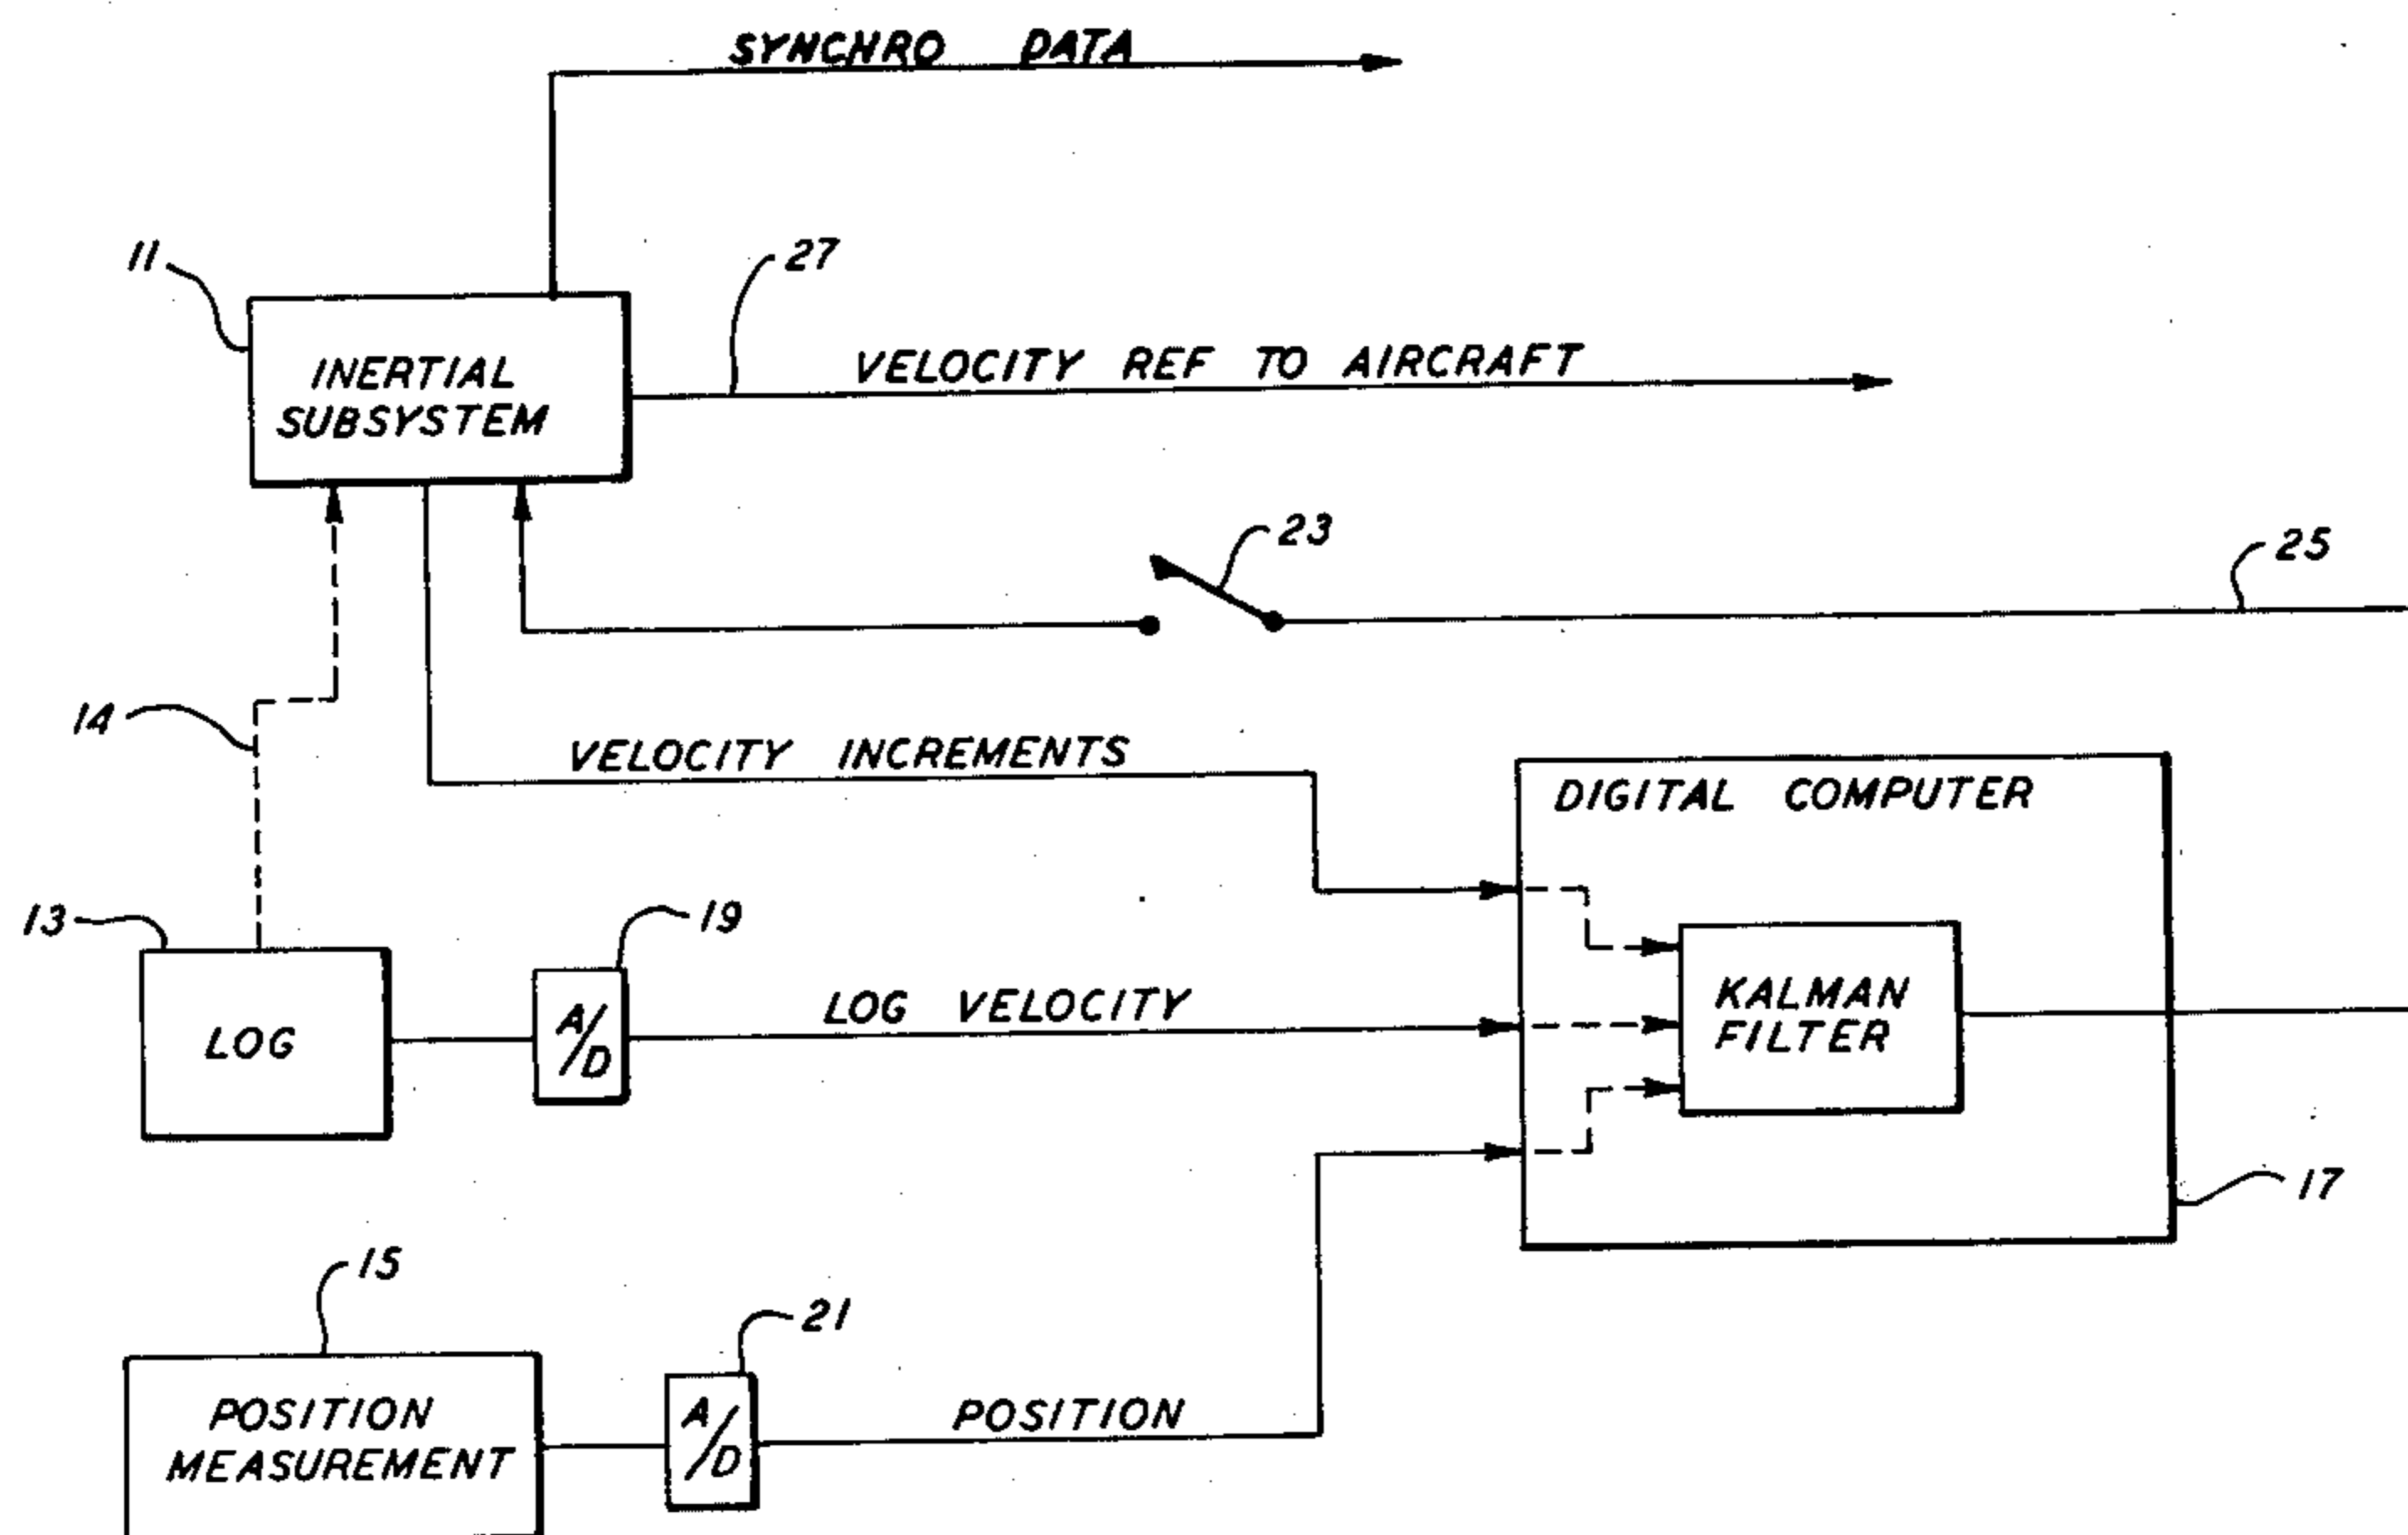 SYNCHRO DATA
11
27
INERTIAL
SUBSYSTEM
VELOCITY REF TO AIRCRAFT
23
25
14
VELOCITY INCREMENTS
DIGITAL COMPUTER
13
19
LOG
A/D
LOG VELOCITY
KALMAN
FILTER
17
15
21
POSITION
MEASUREMENT
A/D
POSITION